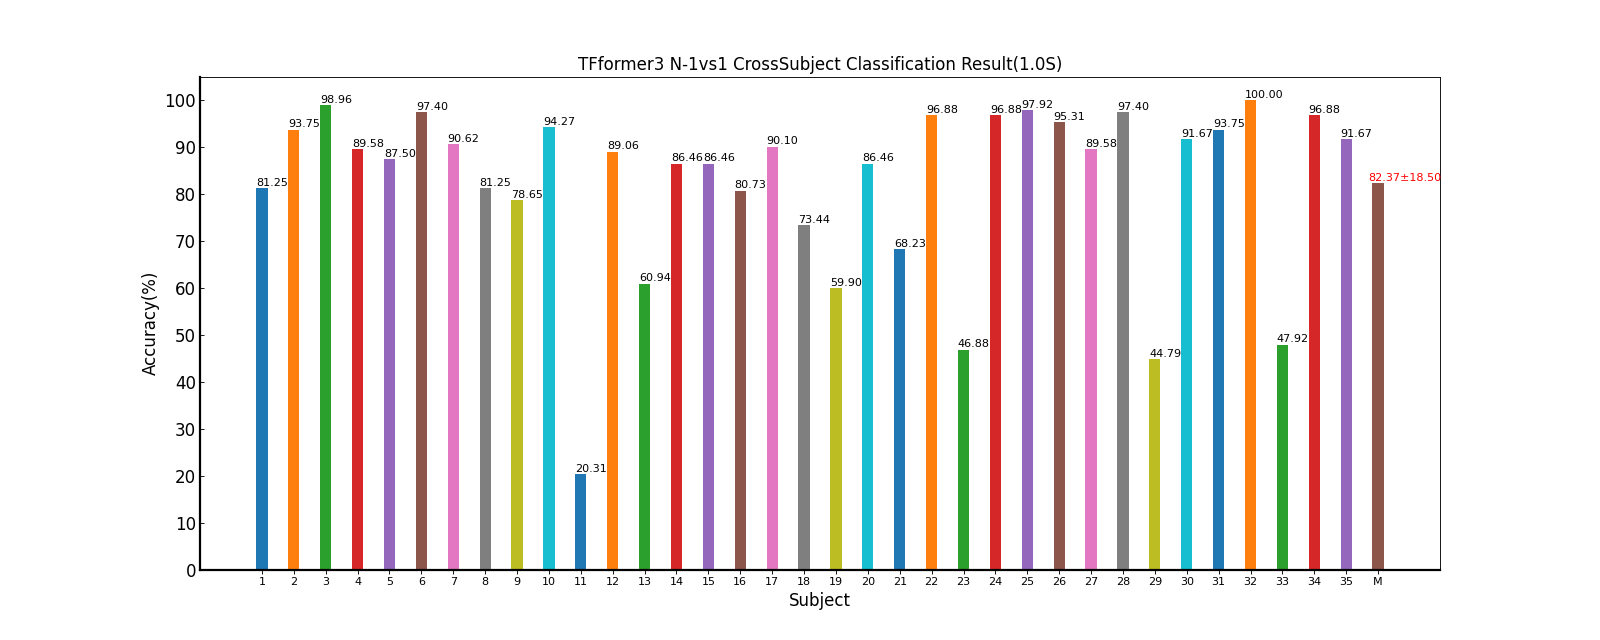 TFformer3 N-1vs1 CrossSubject Classification Result(1.0S)
100
90
80
70
60
50
40
30
20
10
0
Accuracy(%)
81.25 93.75 98.96 89.58 87.50 97.40 90.62 81.25 78.65 94.27 20.31 89.06 60.94 86.46 86.46 80.73 90.10 73.44 59.90 86.46 68.23 96.88 46.88 96.88 97.92 95.31 89.58 97.40 44.79 91.67 93.75 100.00 47.92 96.88 91.67 82.37±18.50
1 2 3 4 5 6 7 8 9 10 11 12 13 14 15 16 17 18 19 20 21 22 23 24 25 26 27 28 29 30 31 32 33 34 35 M
Subject